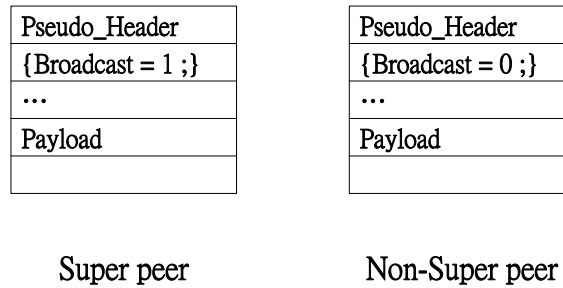 Pseudo_Header
{Broadcast = 1 ;}
...
Payload
Super peer
Pseudo_Header
{Broadcast = 0 ;}
...
Payload
Non-Super peer